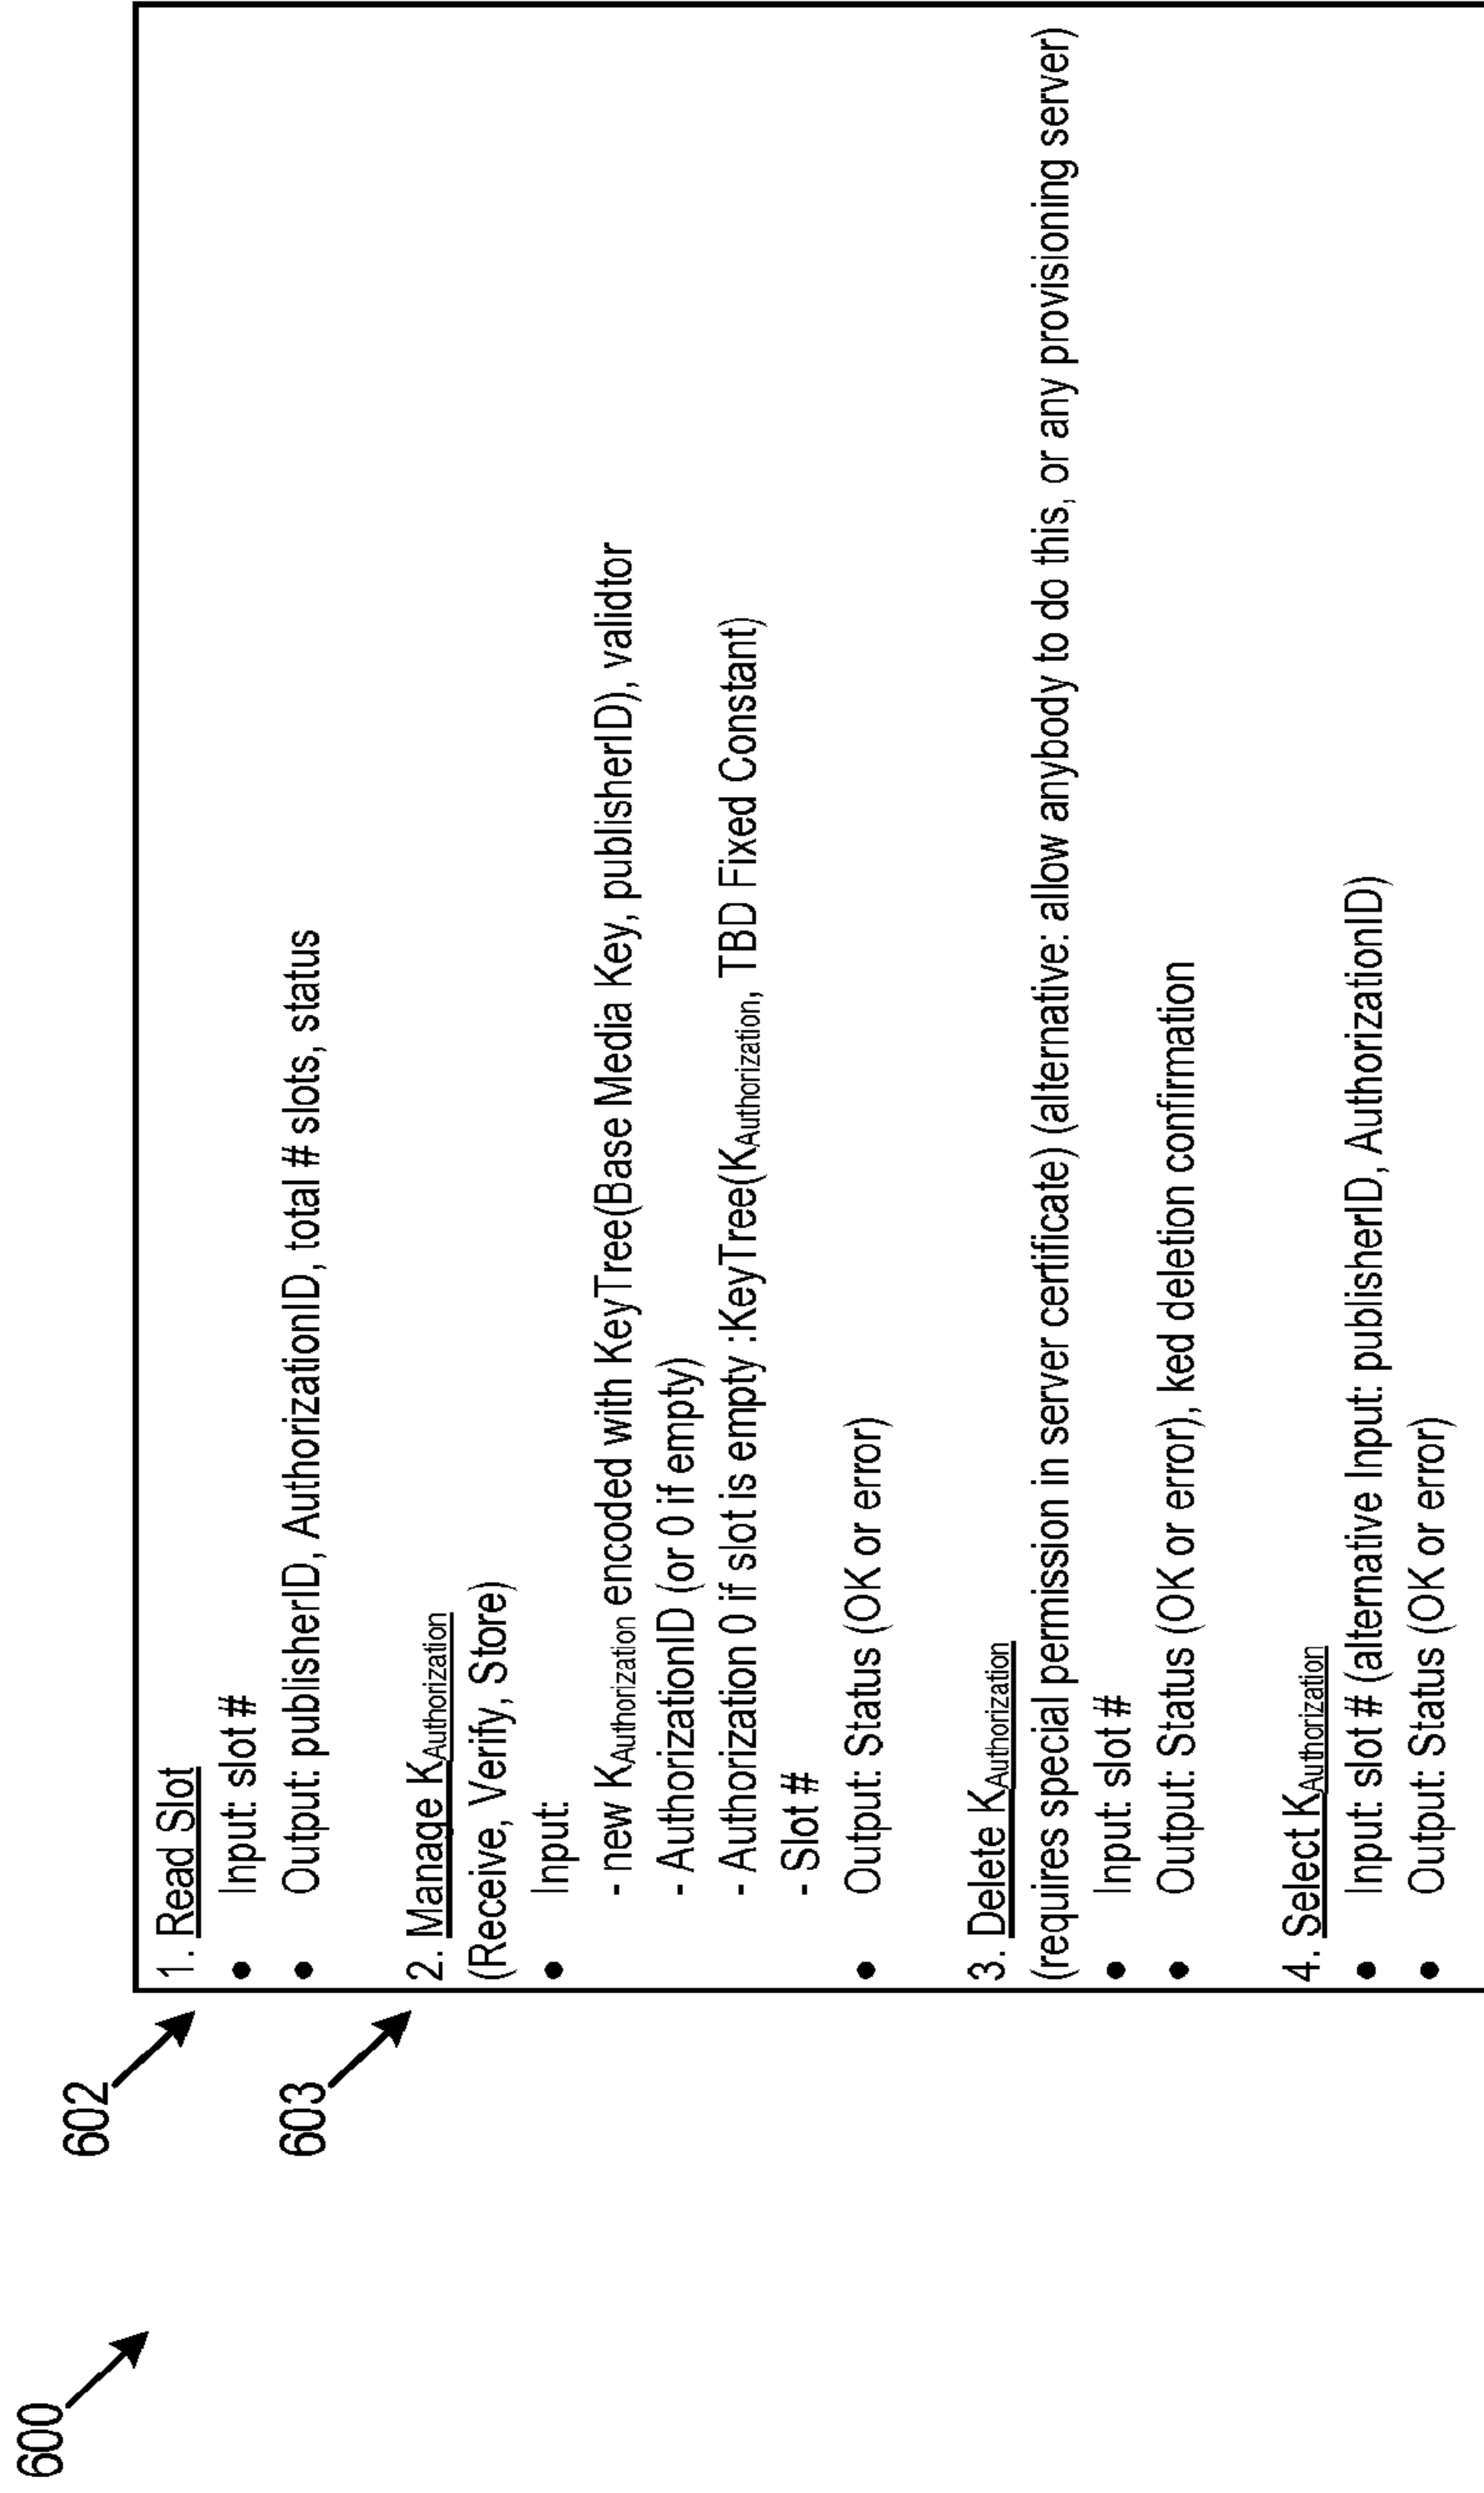 600
602
603
1. Read Slot
• Input: slot #
• Output: publisherID, AuthorizationID, total # slots, status
2. Manage KAuthorization
(Receive, Verify, Store)
• Input:
- new KAuthorization encoded with KeyTree(Base Media Key, publisherID), validtor
- AuthorizationID (or 0 if empty)
- Authorization 0 if slot is empty :KeyTree(KAuthorization, TBD Fixed Constant)
- Slot #
• Output: Status (OK or error)
3. Delete KAuthorization
(requires special permission in server certificate) (alternative: allow anybody to do this, or any provisioning server)
• Input: slot #
• Output: Status (OK or error), ked deletion confirmation
4. Select KAuthorization
• Input: slot # (alternative Input: publisherID, AuthorizationID)
• Output: Status (OK or error)